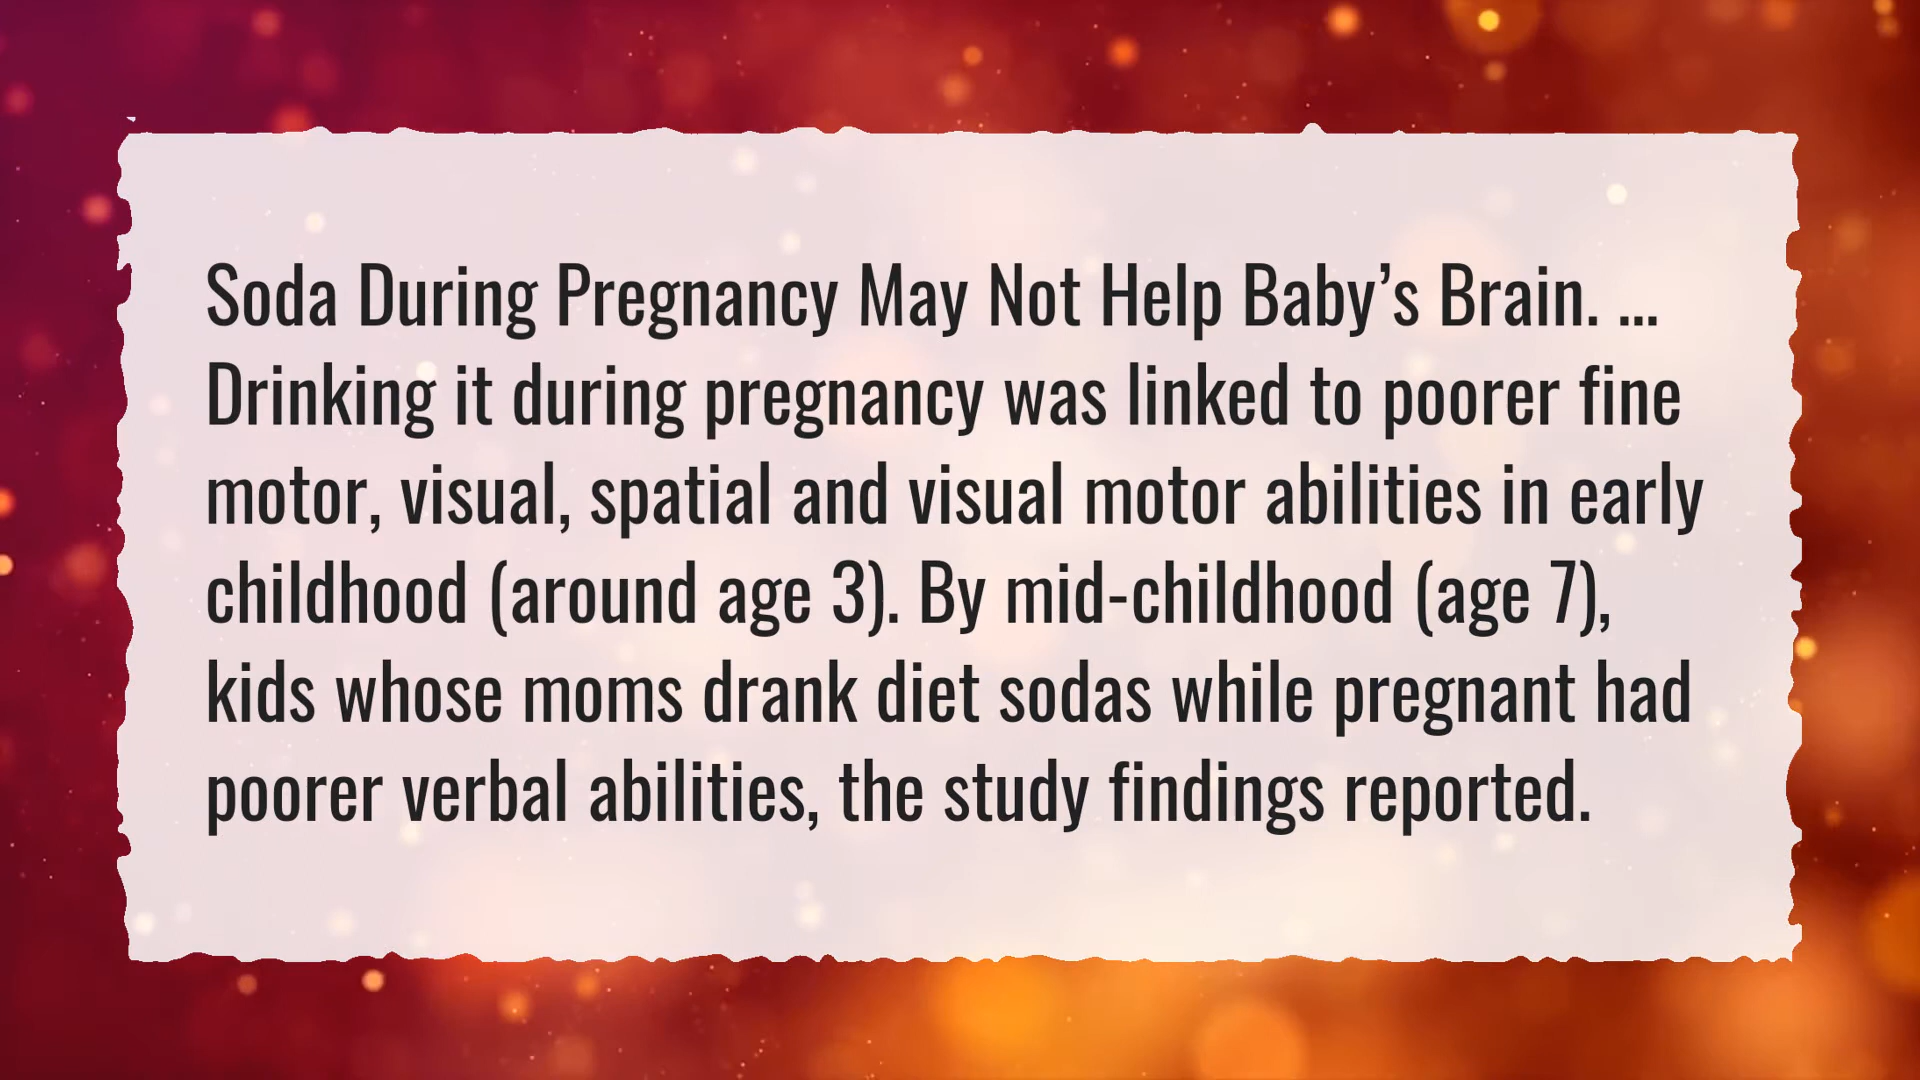 Soda During Pregnancy May Not Help Baby’s Brain. ...
Drinking it during pregnancy was linked to poorer fine
motor, visual, spatial and visual motor abilities in early
childhood (around age 3). By mid-childhood (age 7),
kids whose moms drank diet sodas while pregnant had
poorer verbal abilities, the study findings reported.